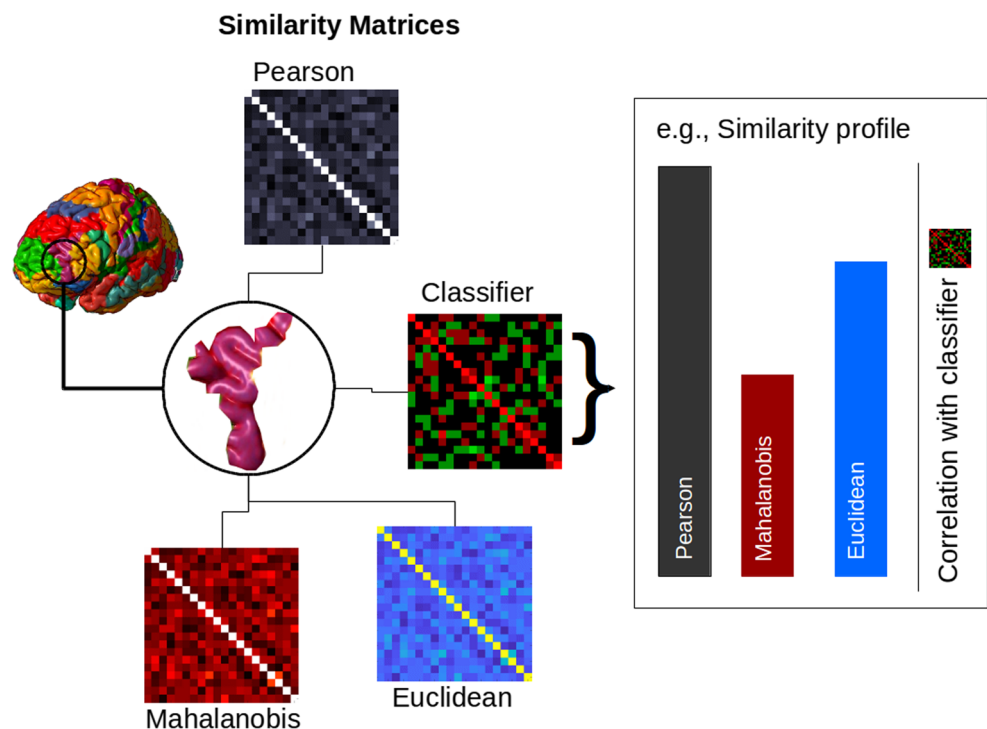 Similarity Matrices
Pearson
Classifier
Mahalanobis
Euclidean
e.g., Similarity profile
Pearson
Mahalanobis
Euclidean
Correlation with classifier